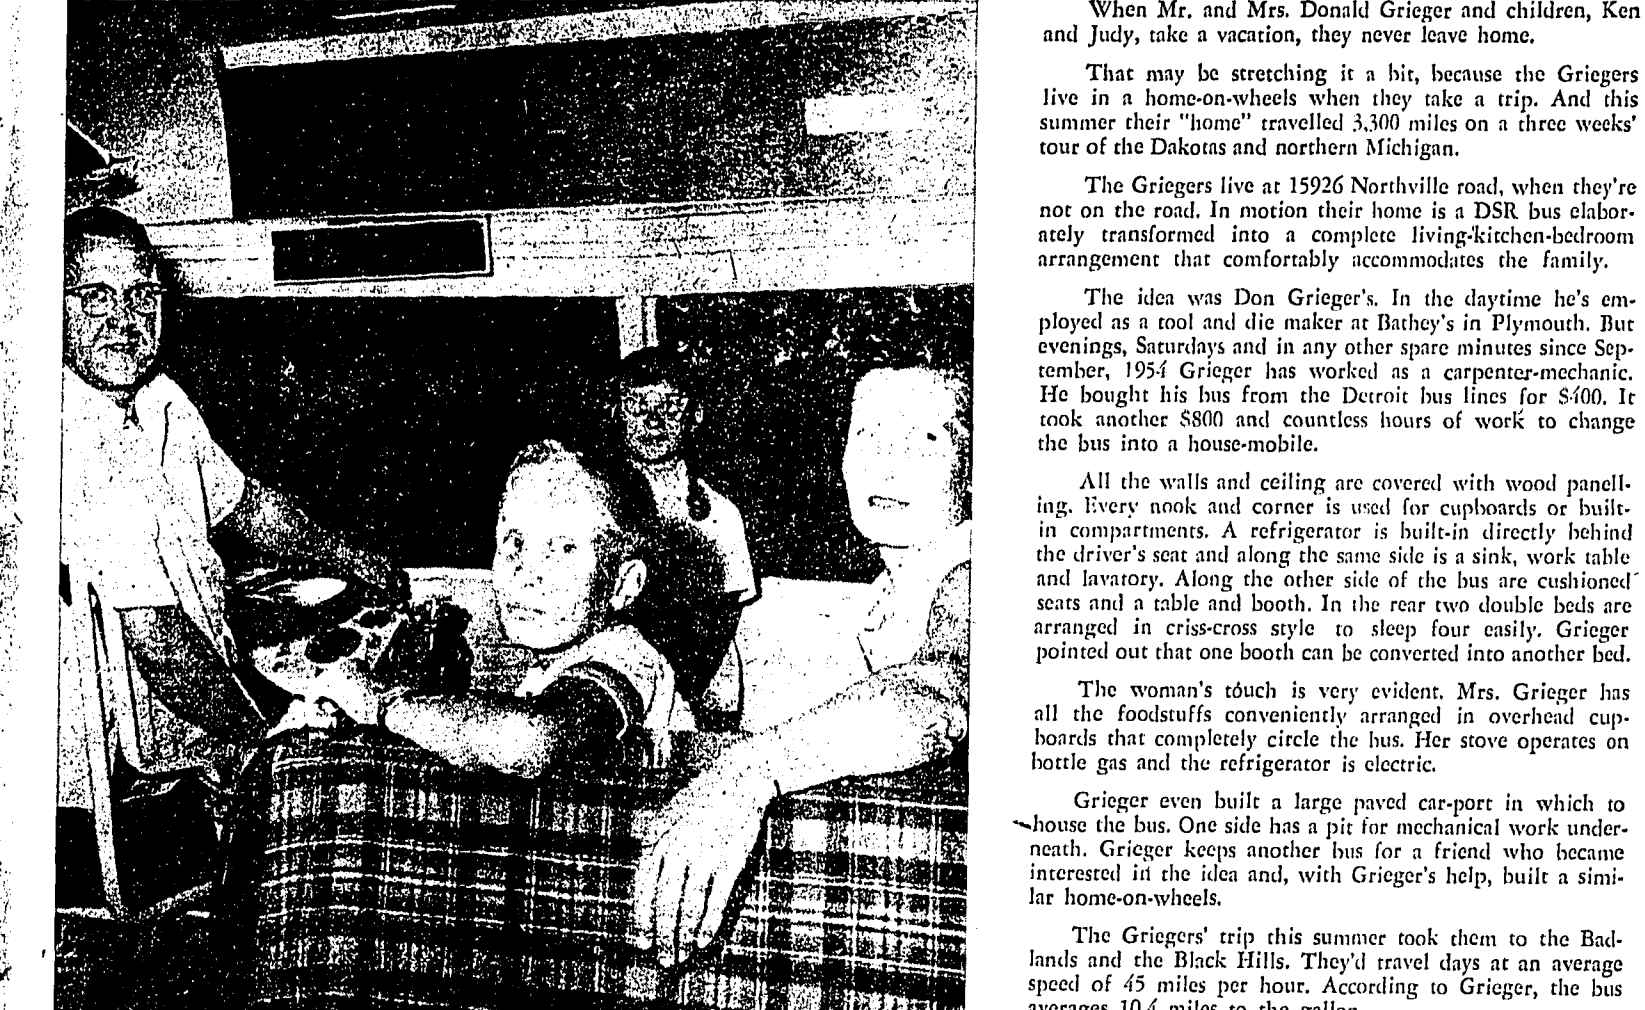 When Mr. and Mrs. Donald Grieger and children, Ken
and Judy, take a vacation, they never leave home.
That may be stretching it a bit, because the Griegers
live in a home-on-wheels when they take a trip. And this
summer their "home" travelled 3,300 miles on a three weeks'
tour of the Dakotas and northern Michigan.
The Griegers live at 15926 Northville road, when they're
not on the road. In motion their home is a DSR bus elabor-
ately transformed into a complete living-kitchen-bedroom
arrangement that comfortably accommodates the family.
The idea was Don Grieger's. In the daytime he's em-
ployed as a tool and die maker at Bathey's in Plymouth. But
evenings, Saturdays and in any other spare minutes since Sep-
tember, 1954 Grieger has worked as a carpenter-mechanic.
He bought his bus from the Detroit bus lines for $400. It
took another $800 and countless hours of work to change
the bus into a house-mobile.
All the walls and ceiling are covered with wood panell-
ing. Every nook and corner is used for cupboards or built-
in compartments. A refrigerator is built-in directly behind
the driver's seat and along the same side is a sink, work table
and lavatory. Along the other side of the bus are cushioned
seats and a table and booth. In the rear two double beds are
arranged in criss-cross style to sleep four easily. Grieger
pointed out that one booth can be converted into another bed.
The woman's touch is very evident. Mrs. Grieger has
all the foodstuffs conveniently arranged in overhead cup-
boards that completely circle the bus. Her stove operates on
bottle gas and the refrigerator is electric.
Grieger even built a large paved car-port in which to
house the bus. One side has a pit for mechanical work under-
neath. Grieger keeps another bus for a friend who became
interested in the idea and, with Grieger's help, built a simi-
lar home-on-wheels.
The Griegers' trip this summer took them to the Bad-
lands and the Black Hills. They'd travel days at an average
speed of 45 miles per hour. According to Grieger, the bus
averages 10.4 miles to the gallon